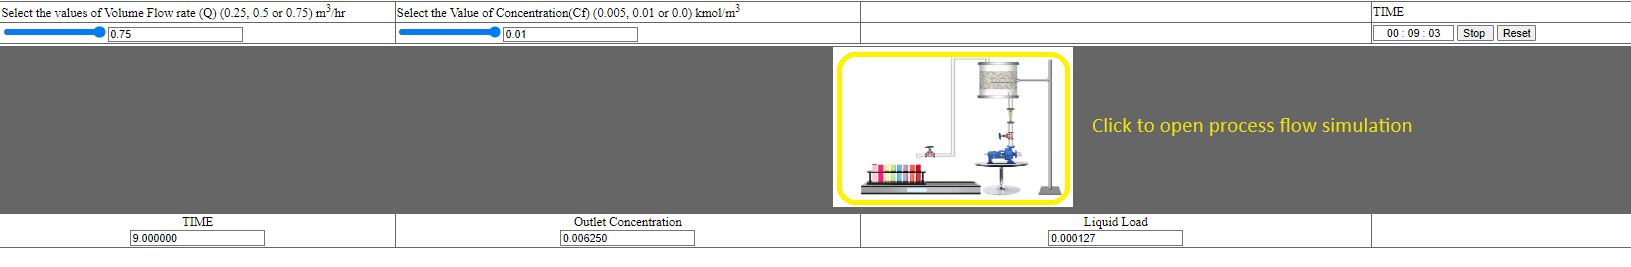 Select the values of Volume Flow rate (Q) (0.25, 0.5 or 0.75) m³/hr
Select the Value of Concentration(Cf) (0.005, 0.01 or 0.0) kmol/m³
TIME
0.75
0.01
00 : 09 : 03
Stop
Reset
Click to open process flow simulation
TIME
Outlet Concentration
Liquid Load
9.000000
0.006250
0.000127